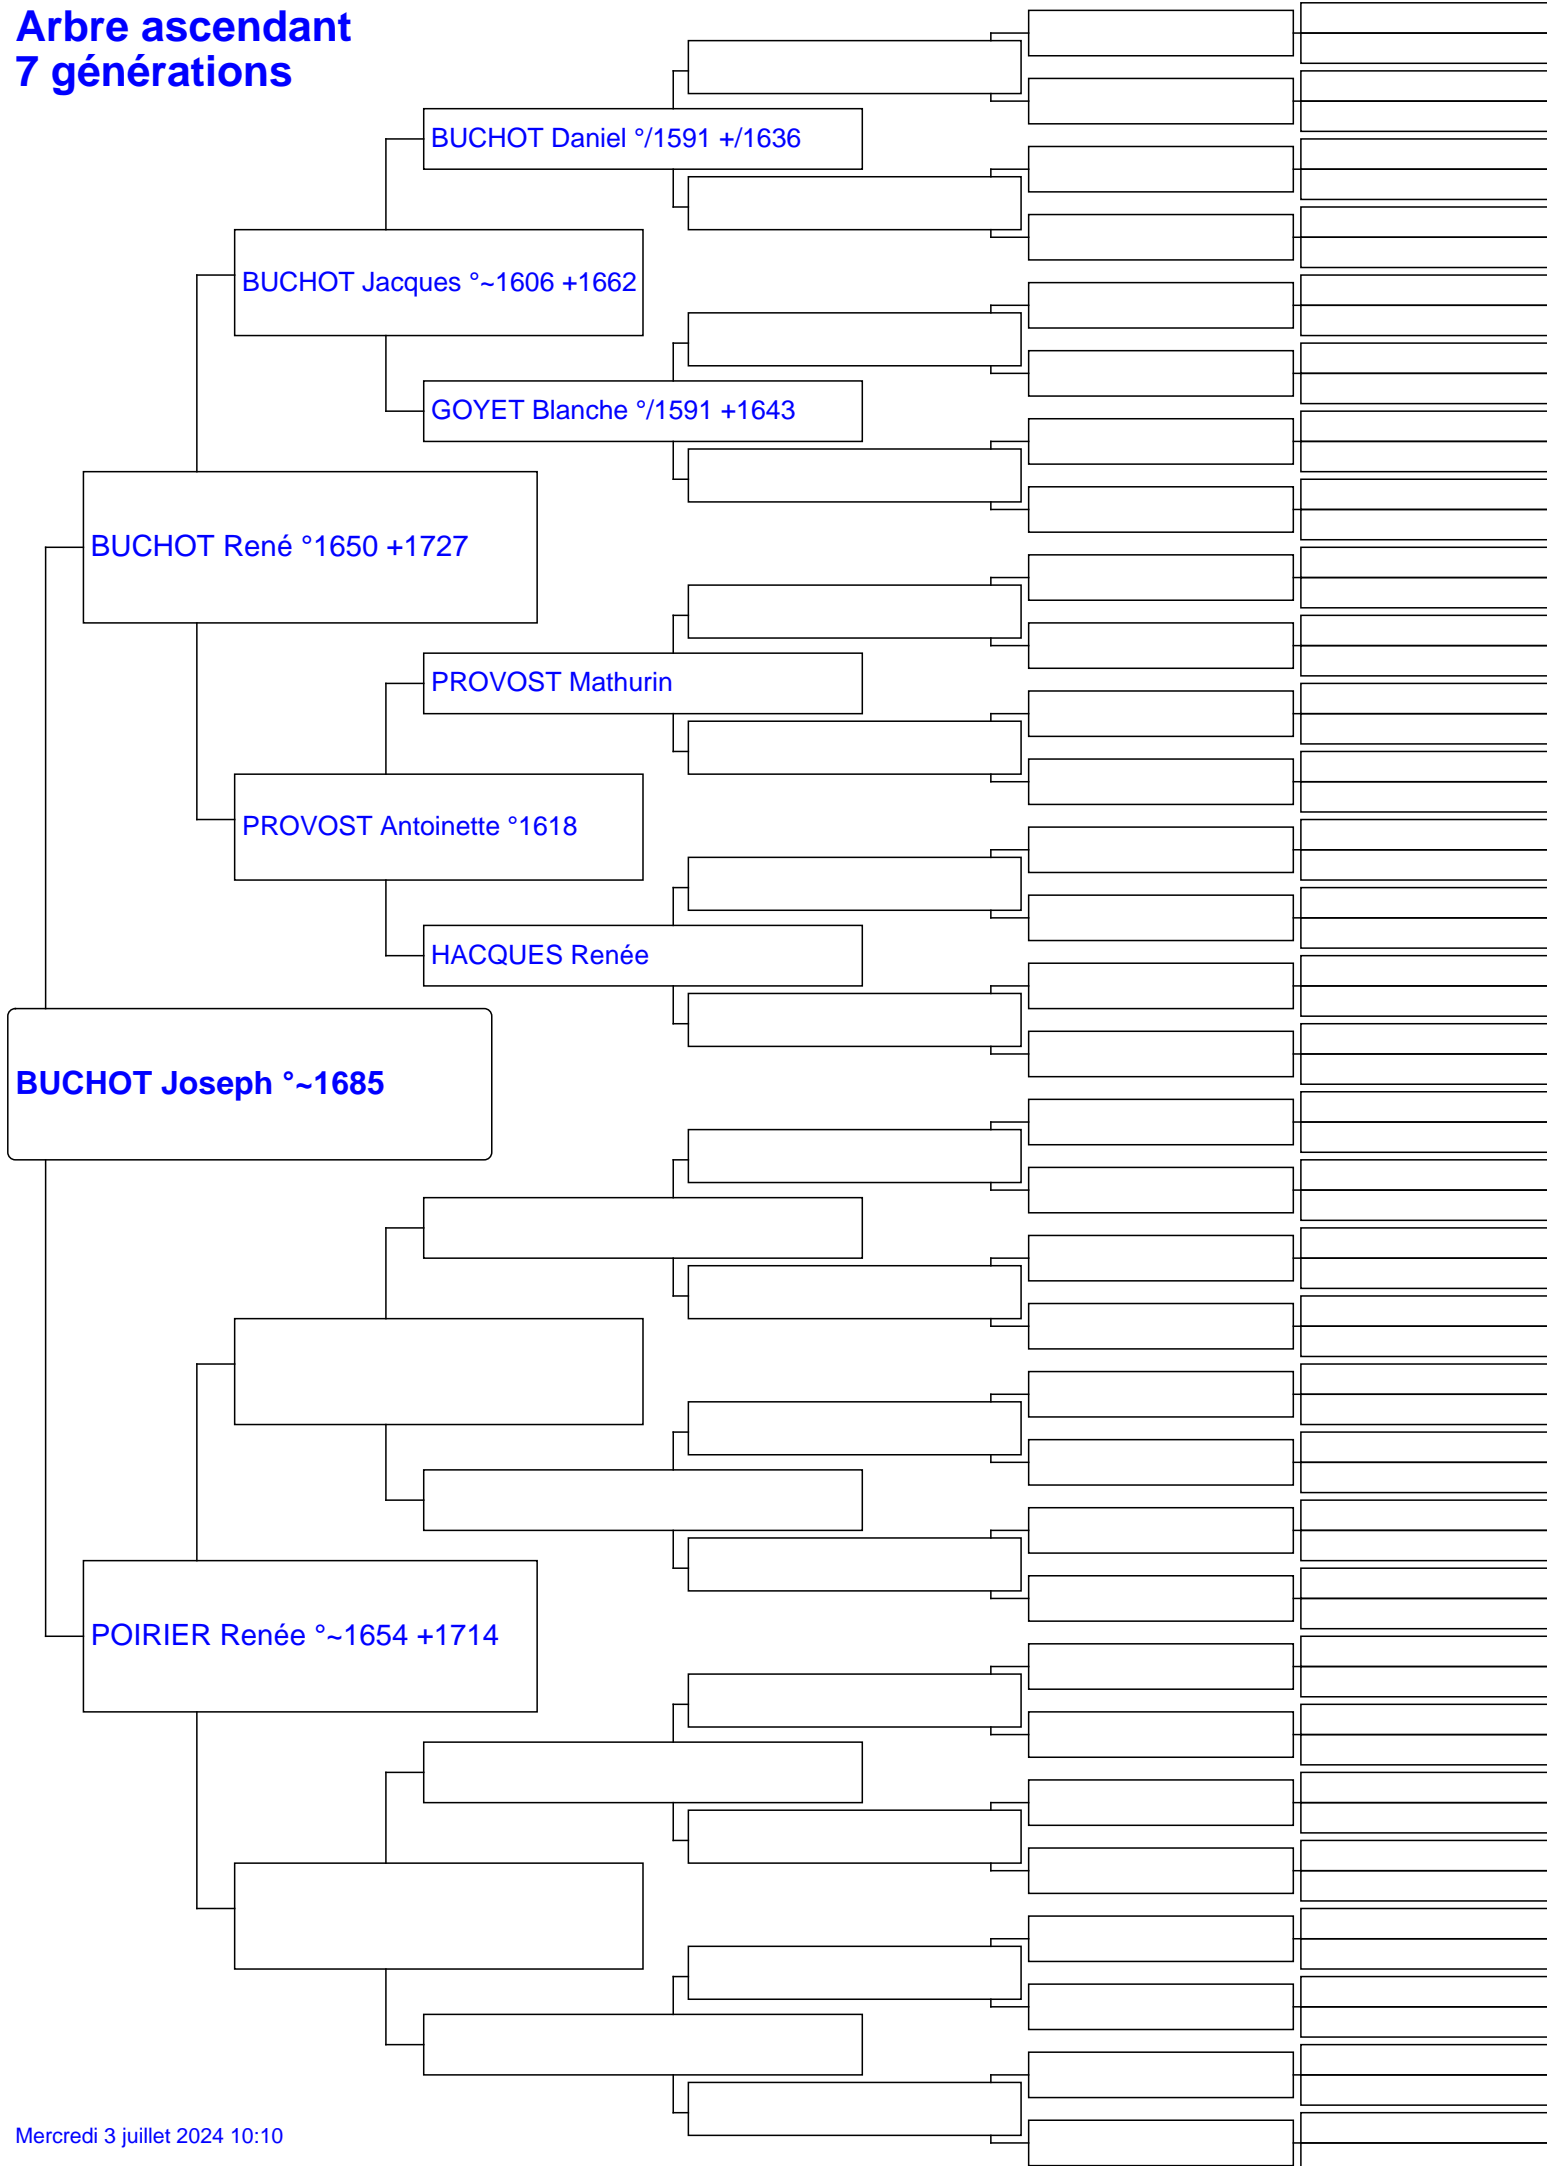 Arbre ascendant
7 générations
BUCHOT Daniel °/1591 +/1636
BUCHOT Jacques °~1606 +1662
GOYET Blanche °/1591 +1643
BUCHOT René °1650 +1727
PROVOST Mathurin
PROVOST Antoinette °1618
HACQUES Renée
BUCHOT Joseph °~1685
POIRIER Renée °~1654 +1714
Mercredi 3 juillet 2024 10:10